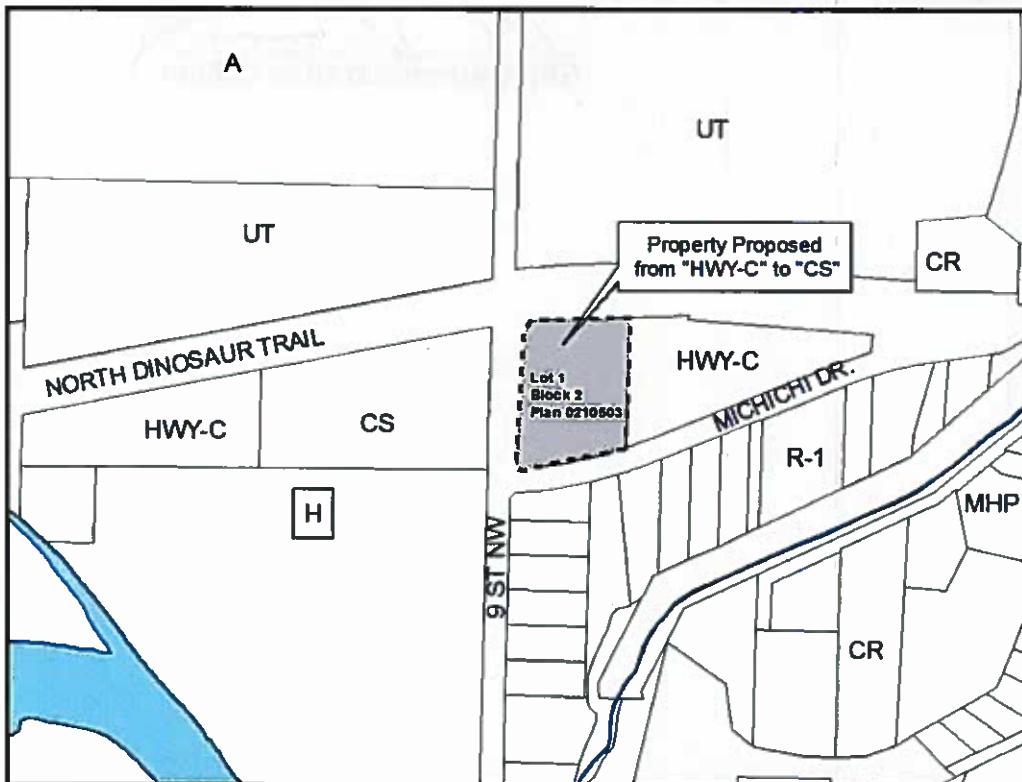 A
UT
UT
Property Proposed
from "HWY-C" to "CS"
CR
NORTH DINOSAUR TRAIL
Lot 1
Block 2
Plan 0210503
HWY-C
MICHICHI DR.
HWY-C
CS
R-1
H
MHP
9 ST NW
CR